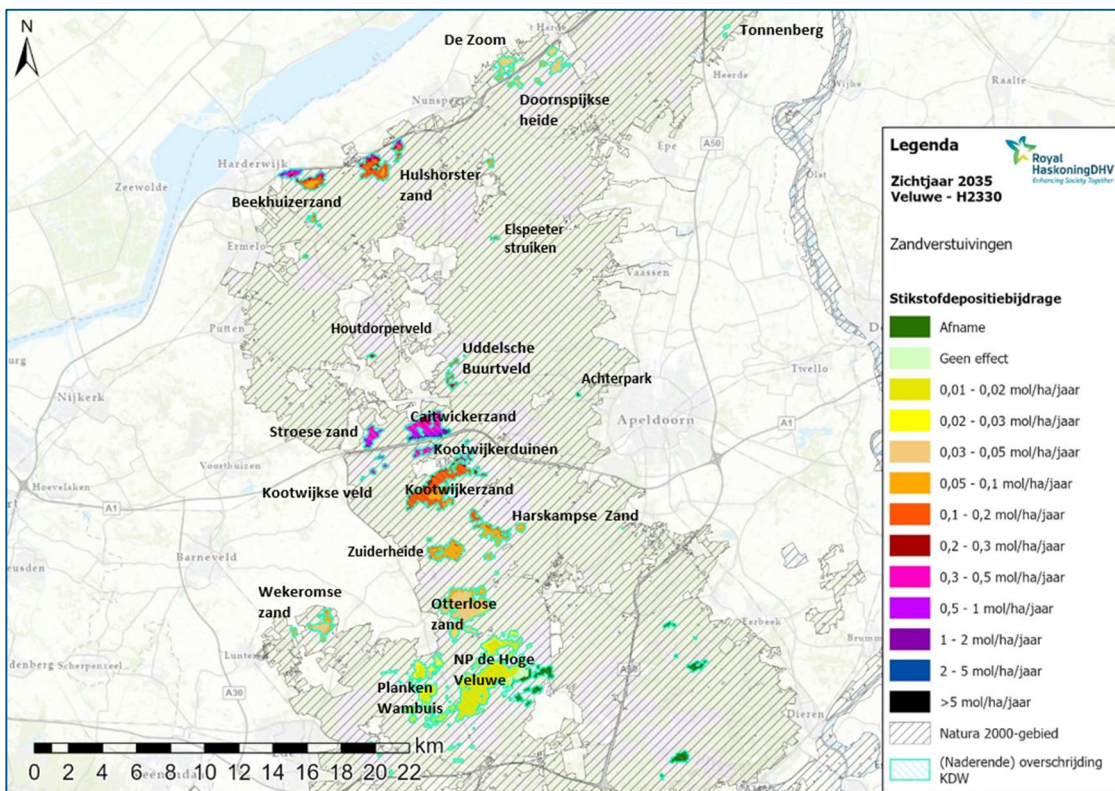 N
De Zoom
't Harde
Tonnenberg
Heerde
Wijhe
Raalte
Nunspeet
Doornspijkse
heide
A50
Epe
Olst
Harderwijk
Zeewolde
Hulshorster
zand
Beekhuizerzand
Ermelo
Elspeeter
struiken
Vaassen
Putten
Houtdorperveld
Uddelsche
Buurtveld
Achterpark
Twello
Nijkerk
Apeldoorn
Caitwickerzand
Stroese zand
A1
Voorthuizen
Kootwijkerduinen
Hoevelaken
Kootwijkse veld
Kootwijkerzand
A1
Harskampse Zand
Barneveld
Zuiderheide
Wekeromse
zand
Otterlose
zand
Eerbeek
Lunteren
Scherpenzeel
NP de Hoge
Veluwe
A50
Planken
Wambuis
A30
Dieren
km
0 2 4 6 8 10 12 14 16 18 20 22
Legenda
Royal
HaskoningDHV
Enhancing Society Together
Zichtjaar 2035
Veluwe - H2330
Zandverstuivingen
Stikstofdepositiebijdrage
Afname
Geen effect
0,01 - 0,02 mol/ha/jaar
0,02 - 0,03 mol/ha/jaar
0,03 - 0,05 mol/ha/jaar
0,05 - 0,1 mol/ha/jaar
0,1 - 0,2 mol/ha/jaar
0,2 - 0,3 mol/ha/jaar
0,3 - 0,5 mol/ha/jaar
0,5 - 1 mol/ha/jaar
1 - 2 mol/ha/jaar
2 - 5 mol/ha/jaar
>5 mol/ha/jaar
Natura 2000-gebied
(Naderende) overschrijding
KDW